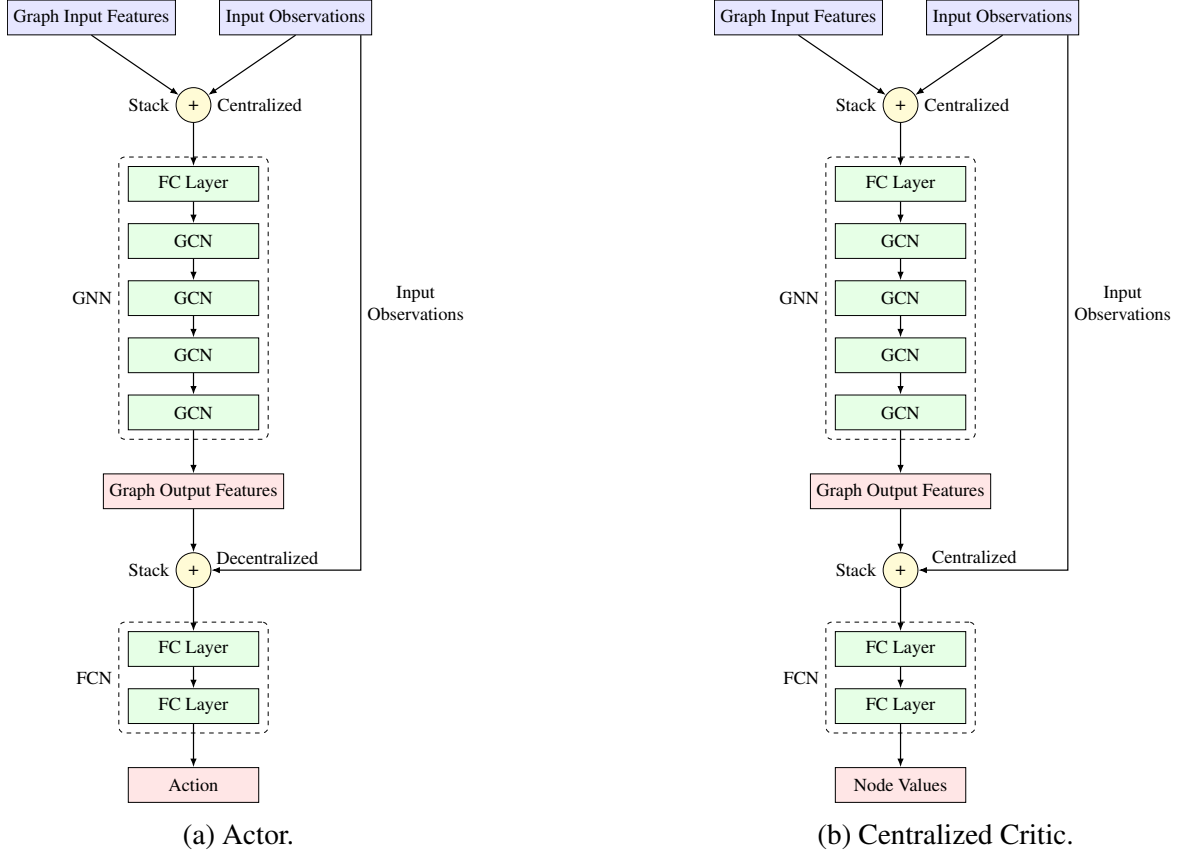 Graph Input Features
Input Observations
Stack
+
Centralized
FC Layer
GCN
GCN
GCN
GCN
GNN
Input
Observations
Graph Output Features
Stack
+
Decentralized
FC Layer
FC Layer
FCN
Action
(a) Actor.
Graph Input Features
Input Observations
Stack
+
Centralized
FC Layer
GCN
GCN
GCN
GCN
GNN
Input
Observations
Graph Output Features
Stack
+
Centralized
FC Layer
FC Layer
FCN
Node Values
(b) Centralized Critic.